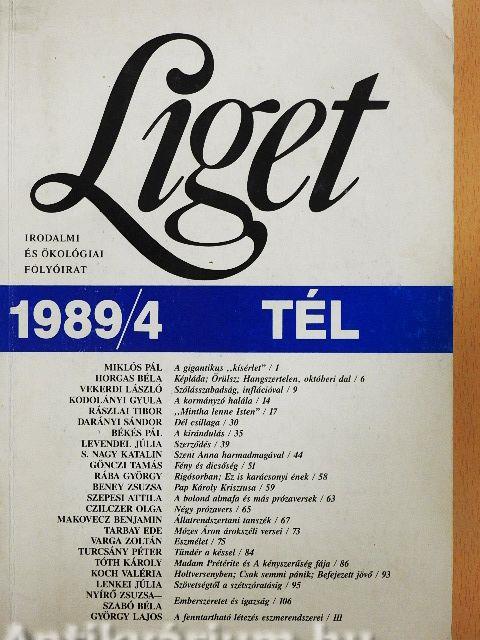 Liget
IRODALMI
ÉS ÖKOLÓGIAI
FOLYÓIRAT
1989/4 TÉL
MIKLÓS PÁL A gigantikus „kísérlet” / 1
HORGAS BÉLA Képláda; Örülsz; Hangszertelen, októberi dal / 6
VEKERDI LÁSZLÓ Szólásszabadság, inflációval / 9
KODOLÁNYI GYULA A kormányzó halála / 14
RÁSZLAI TIBOR „Mintha lenne Isten” / 17
DARÁNYI SÁNDOR Dél csillaga / 30
BÉKÉS PÁL A kirándulás / 35
LEVENDEL JÚLIA Szerződés / 39
S. NAGY KATALIN Szent Anna harmadmagával / 44
GÖNCZI TAMÁS Fény és dicsőség / 51
RÁBA GYÖRGY Rigósorban; Ez is karácsonyi ének / 58
BENEY ZSUZSA Pap Károly Krisztusa / 59
SZEPESI ATTILA A bolond almafa és más prózaversek / 63
CZILCZER OLGA Négy prózavers / 65
MAKOVECZ BENJAMIN Állatrendszertani tanszék / 67
TARBAY EDE Mózes Áron árokszéli versei / 73
VARGA ZOLTÁN Eszmélet / 75
TURCSÁNY PÉTER Tündér a késsel / 84
TÓTH KÁROLY Madam Prétérite és A kényszerűség fája / 86
KOCH VALÉRIA Holtversenyben; Csak semmi pánik; Befejezett jövő / 93
LENKEI JÚLIA Szövetségtől a szétszóratásig / 95
NYÍRŐ ZSUZSA—
SZABÓ BÉLA Emberszeretet és igazság / 106
GYÖRGY LAJOS A fenntartható létezés eszmerendszerei / 111